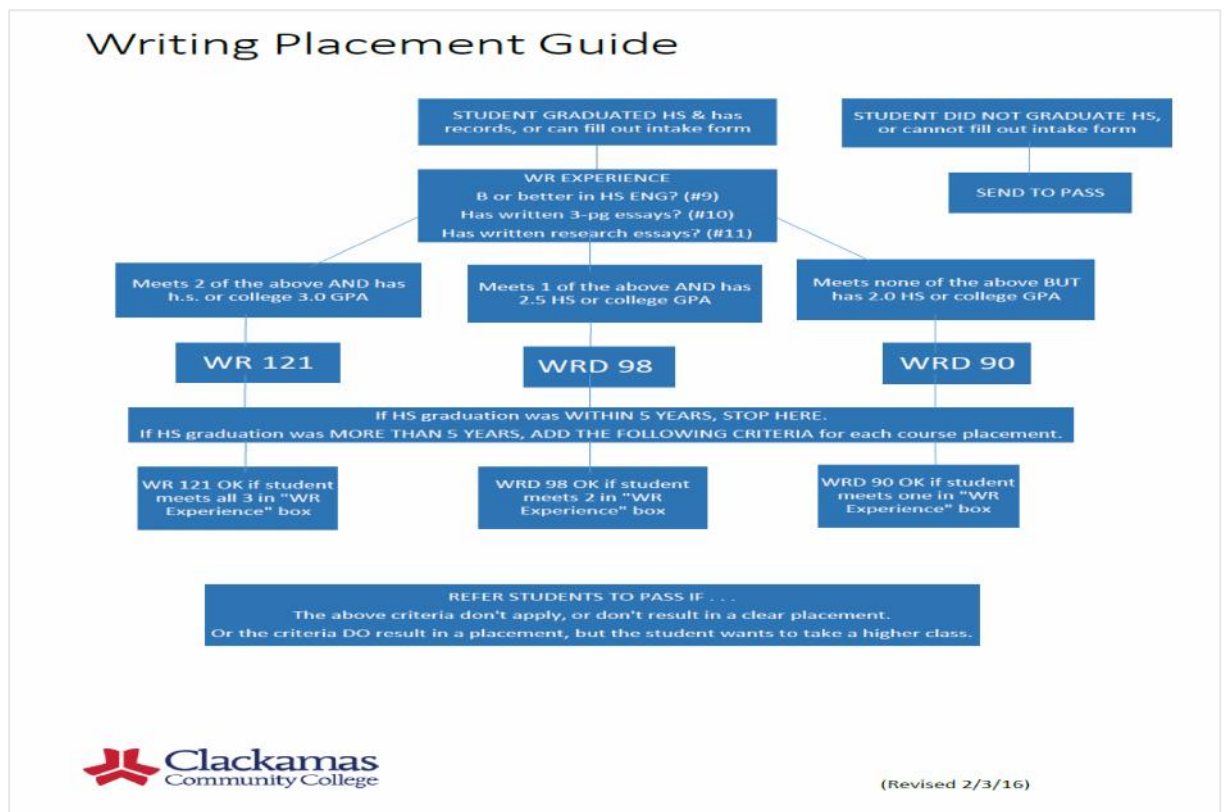 Writing Placement Guide
STUDENT GRADUATED HS & has
records, or can fill out intake form
STUDENT DID NOT GRADUATE HS,
or cannot fill out intake form
SEND TO PASS
WR EXPERIENCE
B or better in HS ENG? (#9)
Has written 3-pg essays? (#10)
Has written research essays? (#11)
Meets 2 of the above AND has
h.s. or college 3.0 GPA
Meets 1 of the above AND has
2.5 HS or college GPA
Meets none of the above BUT
has 2.0 HS or college GPA
WR 121
WRD 98
WRD 90
If HS graduation was WITHIN 5 YEARS, STOP HERE.
If HS graduation was MORE THAN 5 YEARS, ADD THE FOLLOWING CRITERIA for each course placement.
WR 121 OK if student
meets all 3 in "WR
Experience" box
WRD 98 OK if student
meets 2 in "WR
Experience" box
WRD 90 OK if student
meets one in "WR
Experience" box
REFER STUDENTS TO PASS IF . . .
The above criteria don't apply, or don't result in a clear placement.
Or the criteria DO result in a placement, but the student wants to take a higher class.
Clackamas
Community College
(Revised 2/3/16)